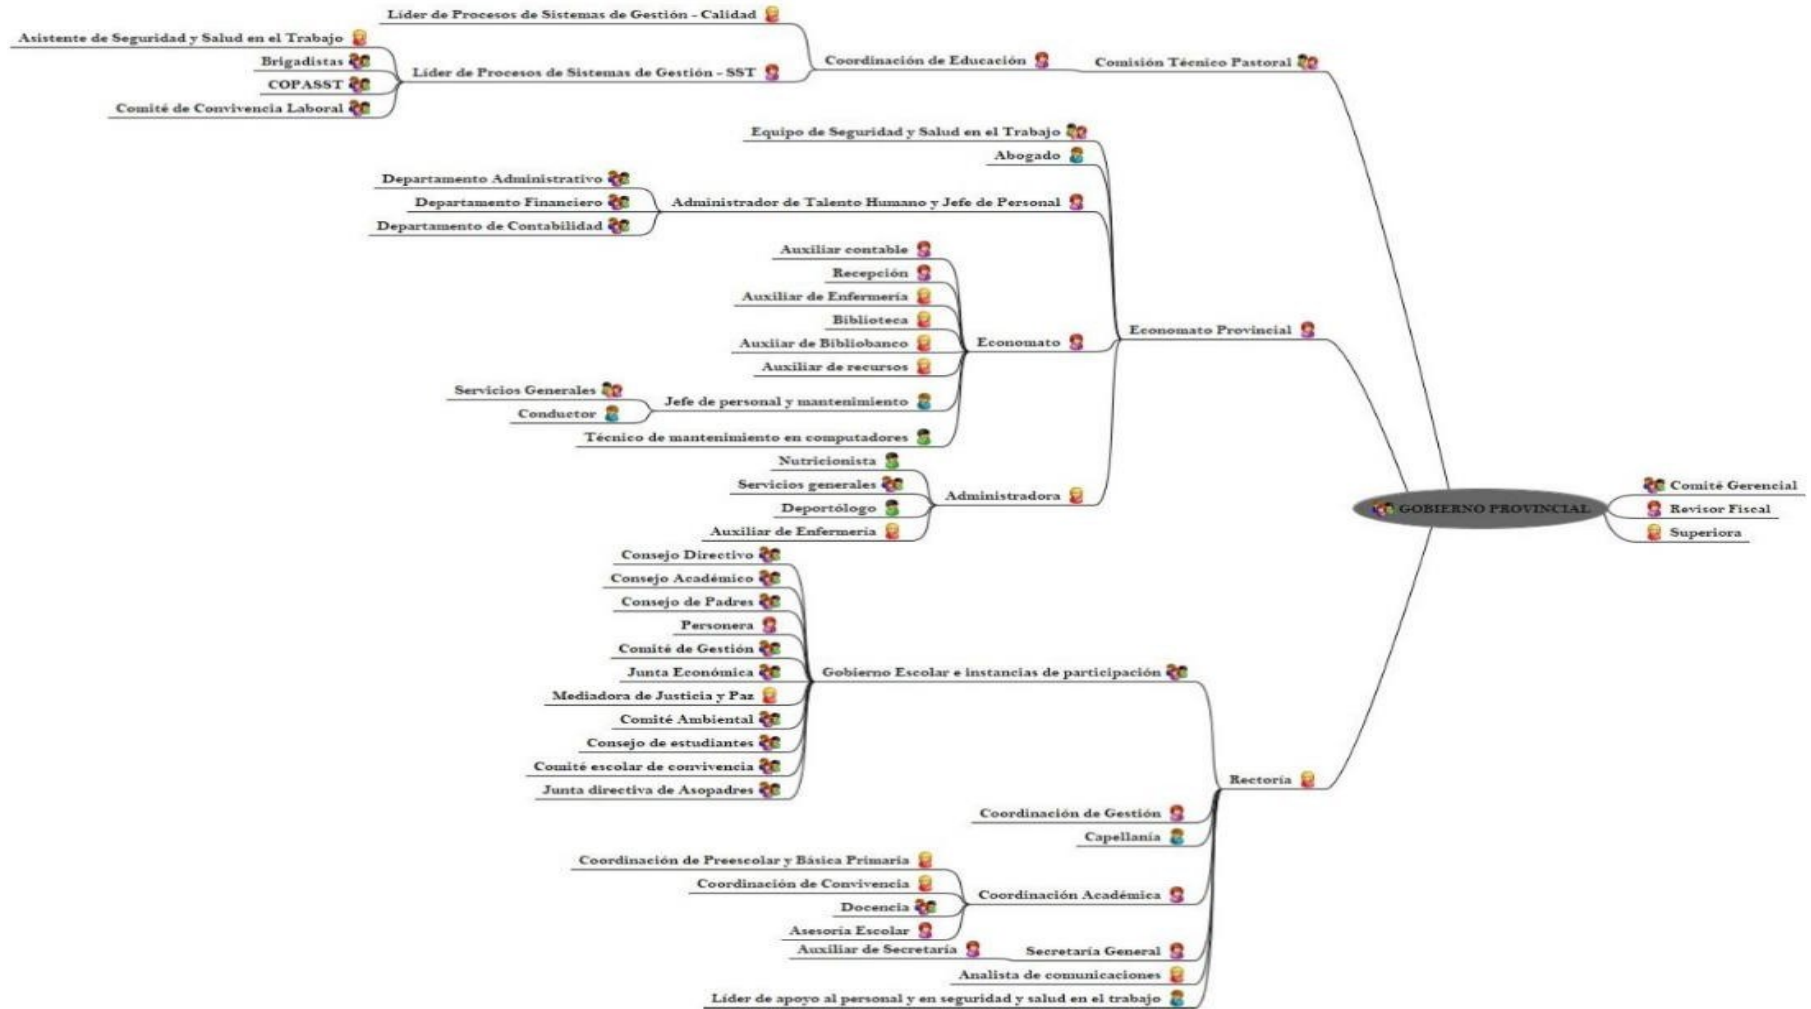 Líder de Procesos de Sistemas de Gestión - Calidad
Asistente de Seguridad y Salud en el Trabajo
Brigadistas
COPASST
Comité de Convivencia Laboral
Líder de Procesos de Sistemas de Gestión - SST
Coordinación de Educación
Comisión Técnico Pastoral
Equipo de Seguridad y Salud en el Trabajo
Abogado
Departamento Administrativo
Departamento Financiero
Departamento de Contabilidad
Administrador de Talento Humano y Jefe de Personal
Auxiliar contable
Recepción
Auxiliar de Enfermería
Biblioteca
Auxiiar de Bibliobanco
Auxiliar de recursos
Servicios Generales
Conductor
Jefe de personal y mantenimiento
Técnico de mantenimiento en computadores
Economato
Economato Provincial
Nutricionista
Servicios generales
Deportólogo
Auxiliar de Enfermería
Administradora
GOBIERNO PROVINCIAL
Comité Gerencial
Revisor Fiscal
Superiora
Consejo Directivo
Consejo Académico
Consejo de Padres
Personera
Comité de Gestión
Junta Económica
Mediadora de Justicia y Paz
Comité Ambiental
Consejo de estudiantes
Comité escolar de convivencia
Junta directiva de Asopadres
Gobierno Escolar e instancias de participación
Rectoría
Coordinación de Gestión
Capellanía
Coordinación de Preescolar y Básica Primaria
Coordinación de Convivencia
Docencia
Asesoría Escolar
Coordinación Académica
Auxiliar de Secretaría
Secretaría General
Analista de comunicaciones
Líder de apoyo al personal y en seguridad y salud en el trabajo